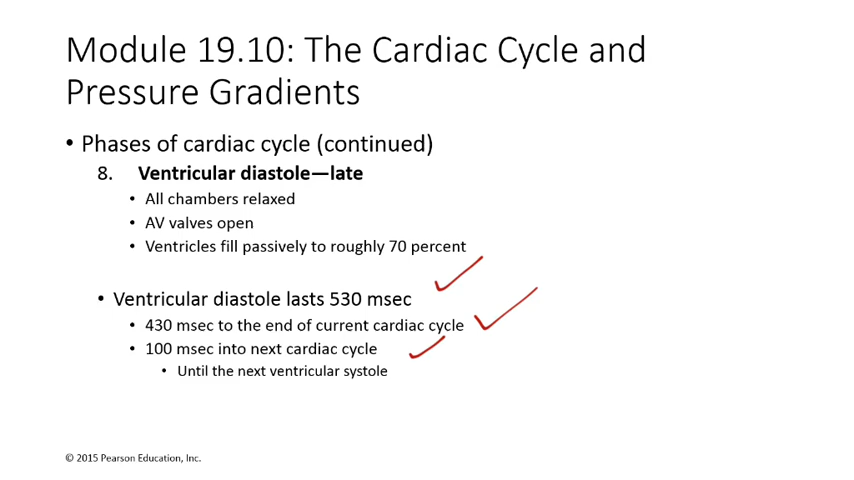 Module 19.10: The Cardiac Cycle and
Pressure Gradients
• Phases of cardiac cycle (continued)
8. Ventricular diastole—late
• All chambers relaxed
• AV valves open
• Ventricles fill passively to roughly 70 percent
• Ventricular diastole lasts 530 msec
• 430 msec to the end of current cardiac cycle
• 100 msec into next cardiac cycle
• Until the next ventricular systole
© 2015 Pearson Education, Inc.